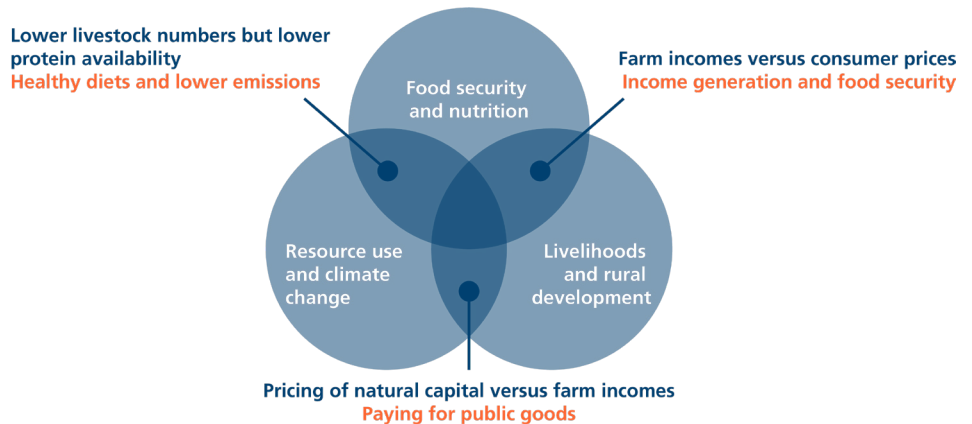 Lower livestock numbers but lower
protein availability
Healthy diets and lower emissions
Farm incomes versus consumer prices
Income generation and food security
Food security
and nutrition
Resource use
and climate
change
Livelihoods
and rural
development
Pricing of natural capital versus farm incomes
Paying for public goods